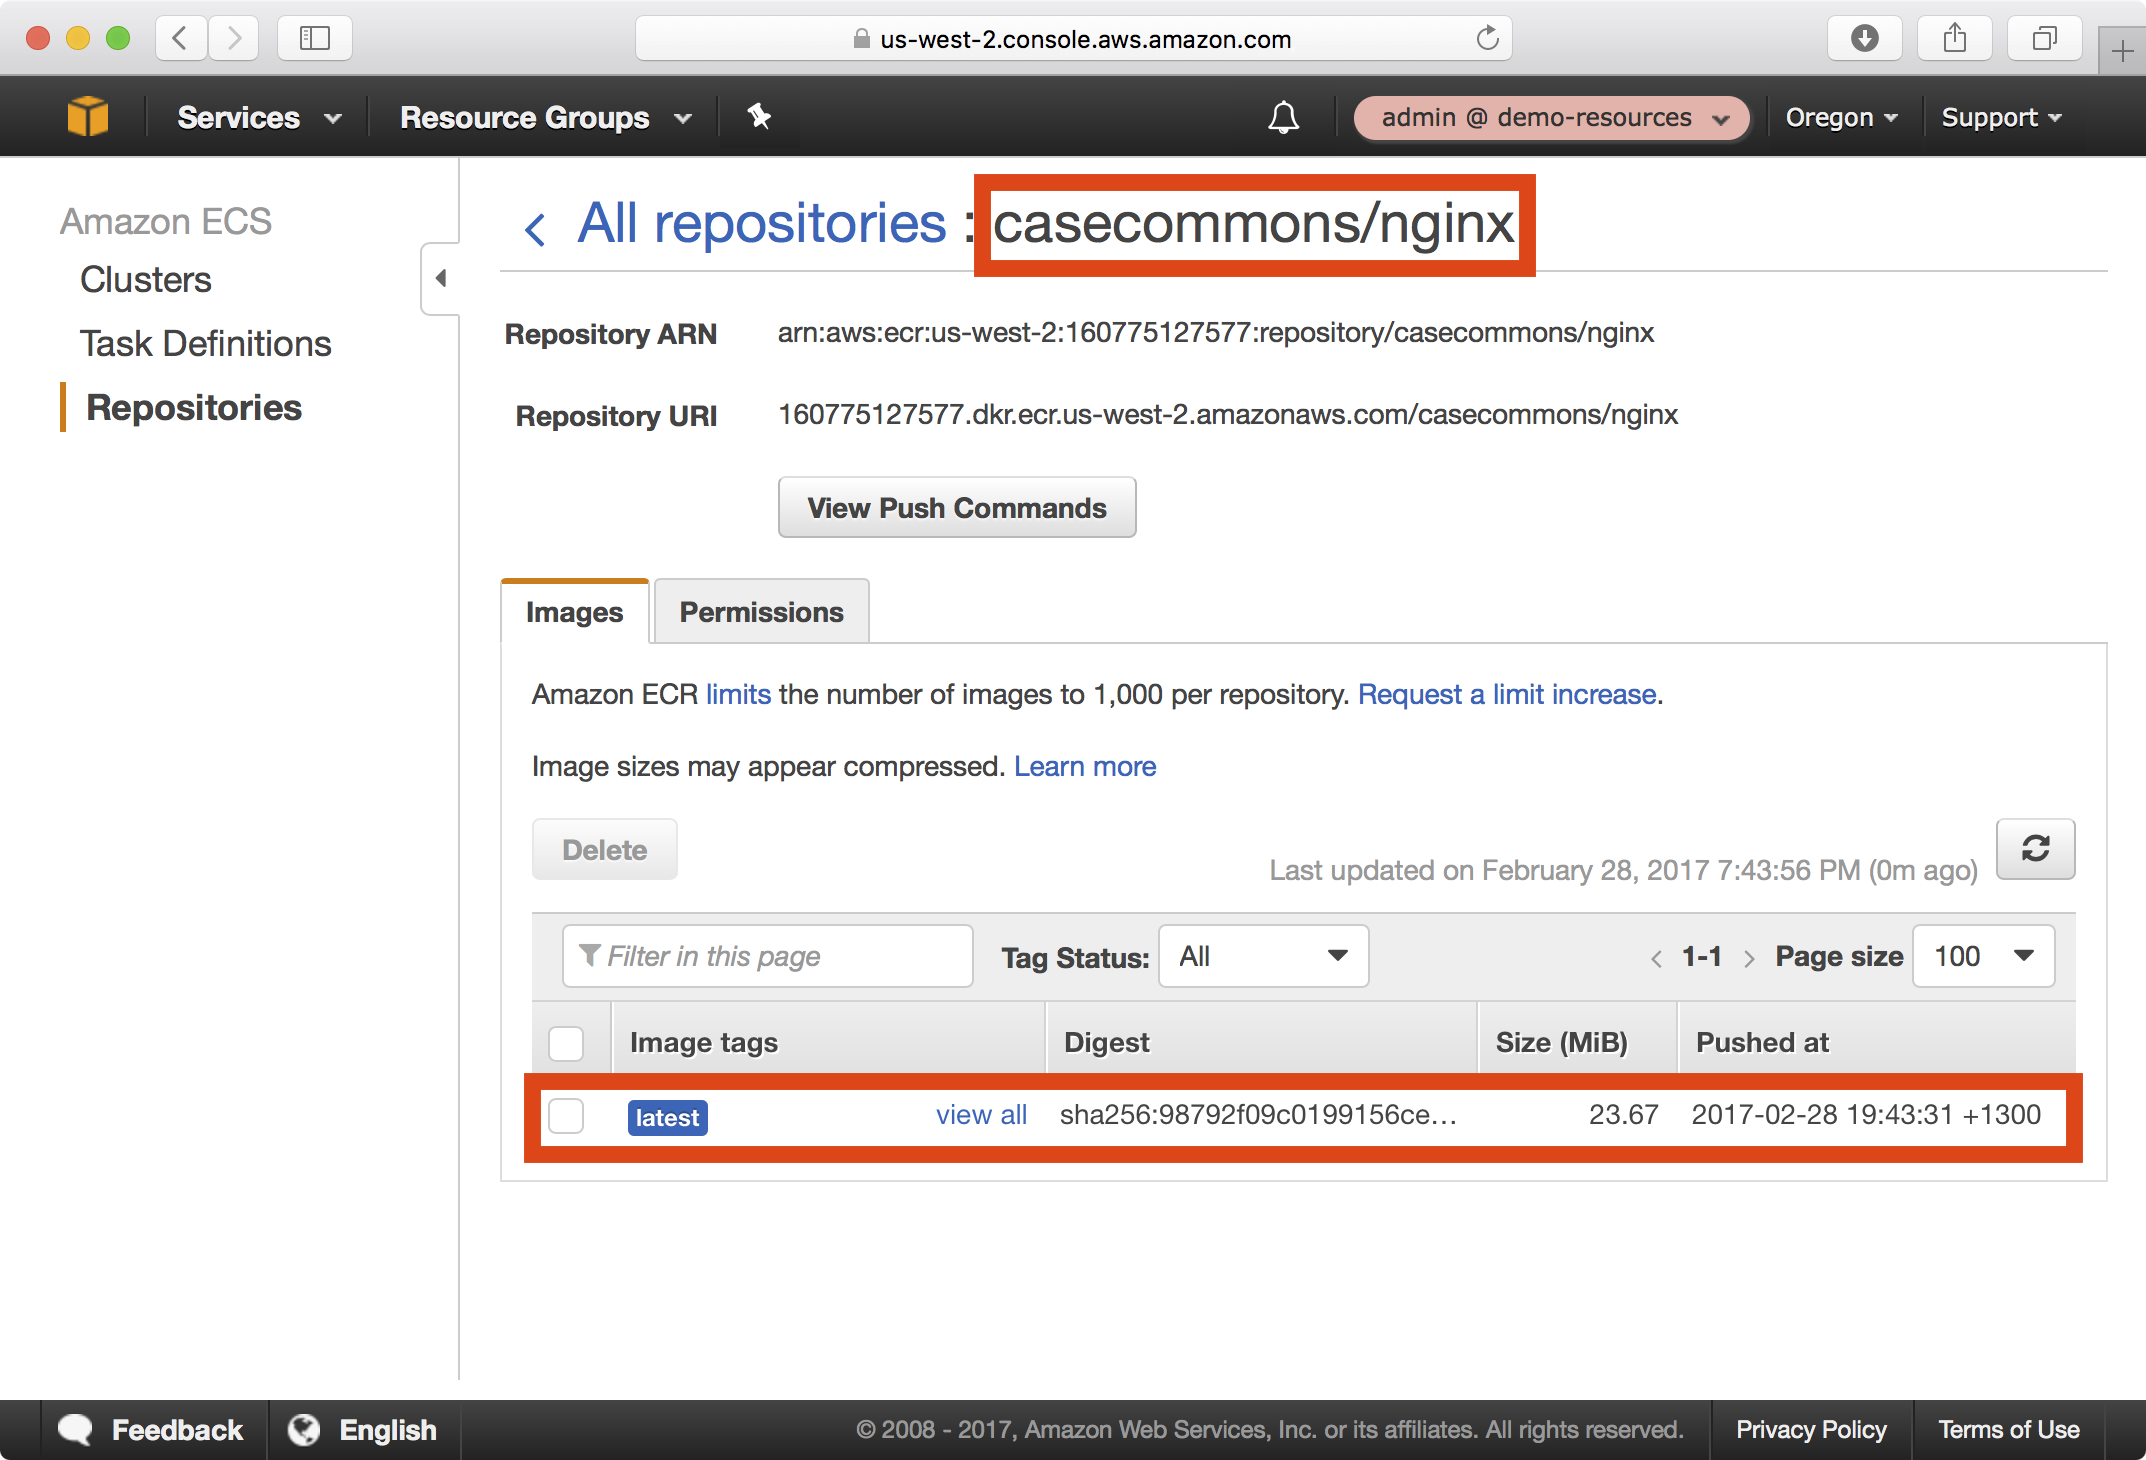 us-west-2.console.aws.amazon.com
Services Resource Groups admin @ demo-resources Oregon Support
Amazon ECS
Clusters
Task Definitions
Repositories
All repositories : casecommons/nginx
Repository ARN arn:aws:ecr:us-west-2:160775127577:repository/casecommons/nginx
Repository URI 160775127577.dkr.ecr.us-west-2.amazonaws.com/casecommons/nginx
View Push Commands
Images Permissions
Amazon ECR limits the number of images to 1,000 per repository. Request a limit increase.
Image sizes may appear compressed. Learn more
Delete
Last updated on February 28, 2017 7:43:56 PM (0m ago)
Filter in this page Tag Status: All 1-1 Page size 100
Image tags Digest Size (MiB) Pushed at
latest view all sha256:98792f09c0199156ce... 23.67 2017-02-28 19:43:31 +1300
Feedback English © 2008 - 2017, Amazon Web Services, Inc. or its affiliates. All rights reserved. Privacy Policy Terms of Use